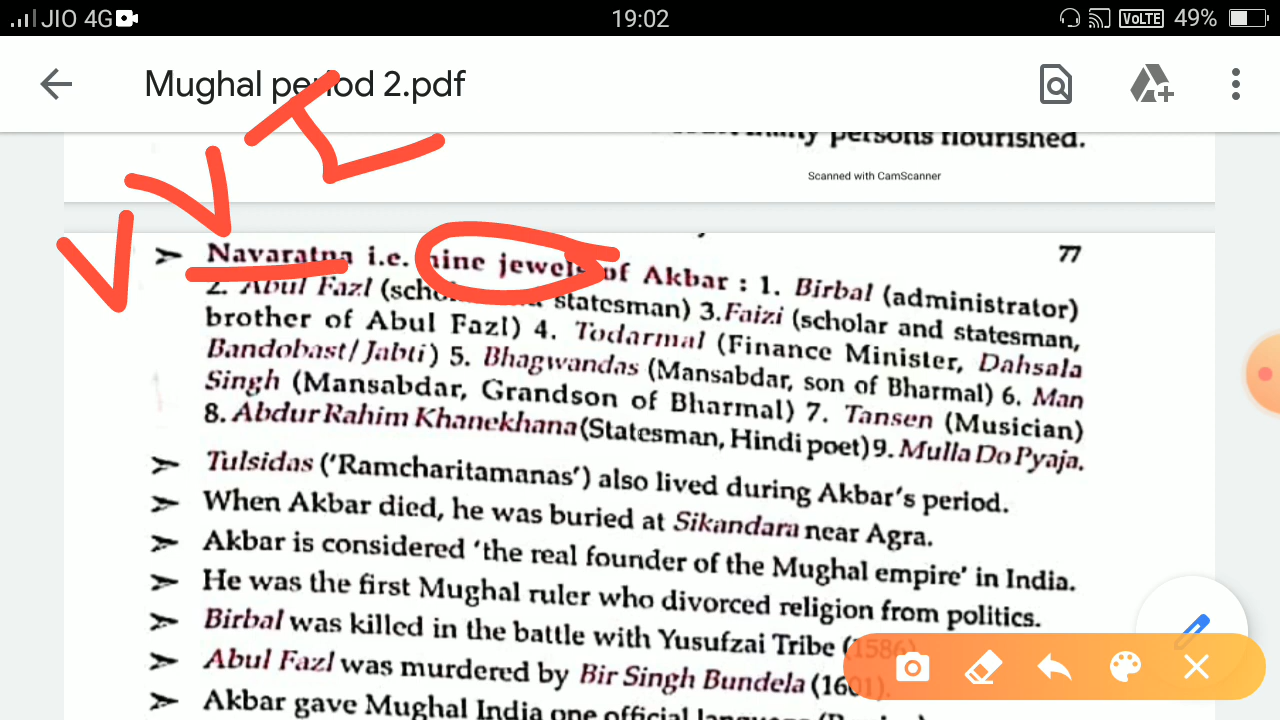 JIO 4G 19:02 VoLTE 49%
Mughal period 2.pdf
many persons flourished.
Scanned with CamScanner
VVI
77
➢ Navaratna i.e. nine jewels of Akbar : 1. Birbal (administrator)
2. Abul Fazl (scholar and statesman) 3.Faizi (scholar and statesman,
brother of Abul Fazl) 4. Todarmal (Finance Minister, Dahsala
Bandobast/Jabti) 5. Bhagwandas (Mansabdar, son of Bharmal) 6. Man
Singh (Mansabdar, Grandson of Bharmal) 7. Tansen (Musician)
8. Abdur Rahim Khanekhana (Statesman, Hindi poet) 9. Mulla Do Pyaja.
➢ Tulsidas ('Ramcharitamanas') also lived during Akbar's period.
➢ When Akbar died, he was buried at Sikandara near Agra.
➢ Akbar is considered 'the real founder of the Mughal empire' in India.
➢ He was the first Mughal ruler who divorced religion from politics.
➢ Birbal was killed in the battle with Yusufzai Tribe (1586)
➢ Abul Fazl was murdered by Bir Singh Bundela (1601).
➢ Akbar gave Mughal India one official language